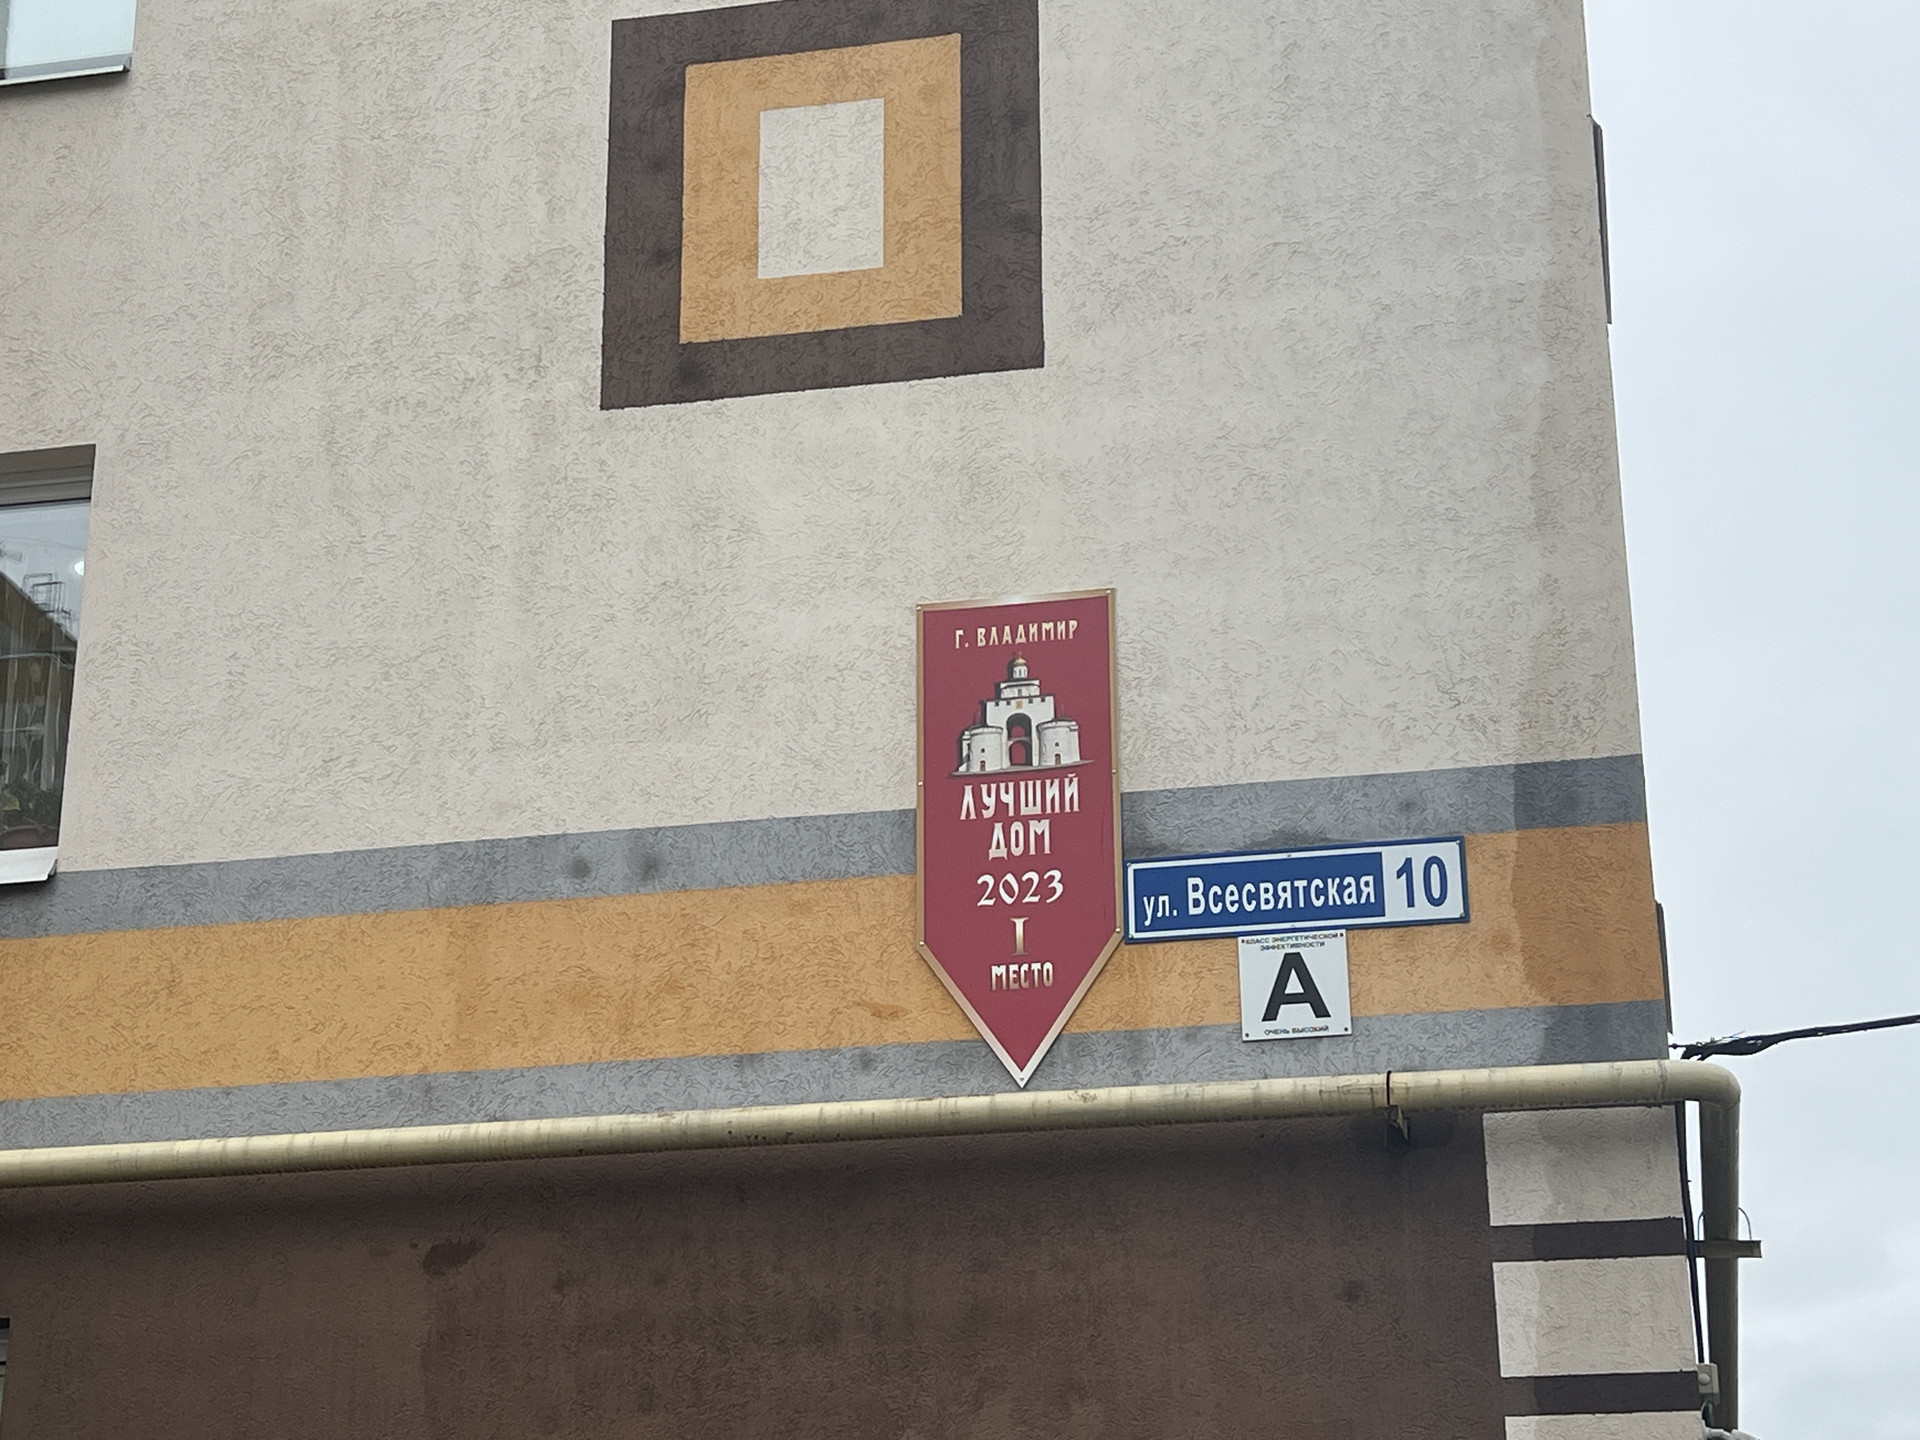 Г. ВЛАДИМИР
ЛУЧШИЙ
ДОМ
2023
I
МЕСТО
ул. Всесвятская 10
КЛАСС ЭНЕРГЕТИЧЕСКОЙ
ЭФФЕКТИВНОСТИ
А
ОЧЕНЬ ВЫСОКИЙ